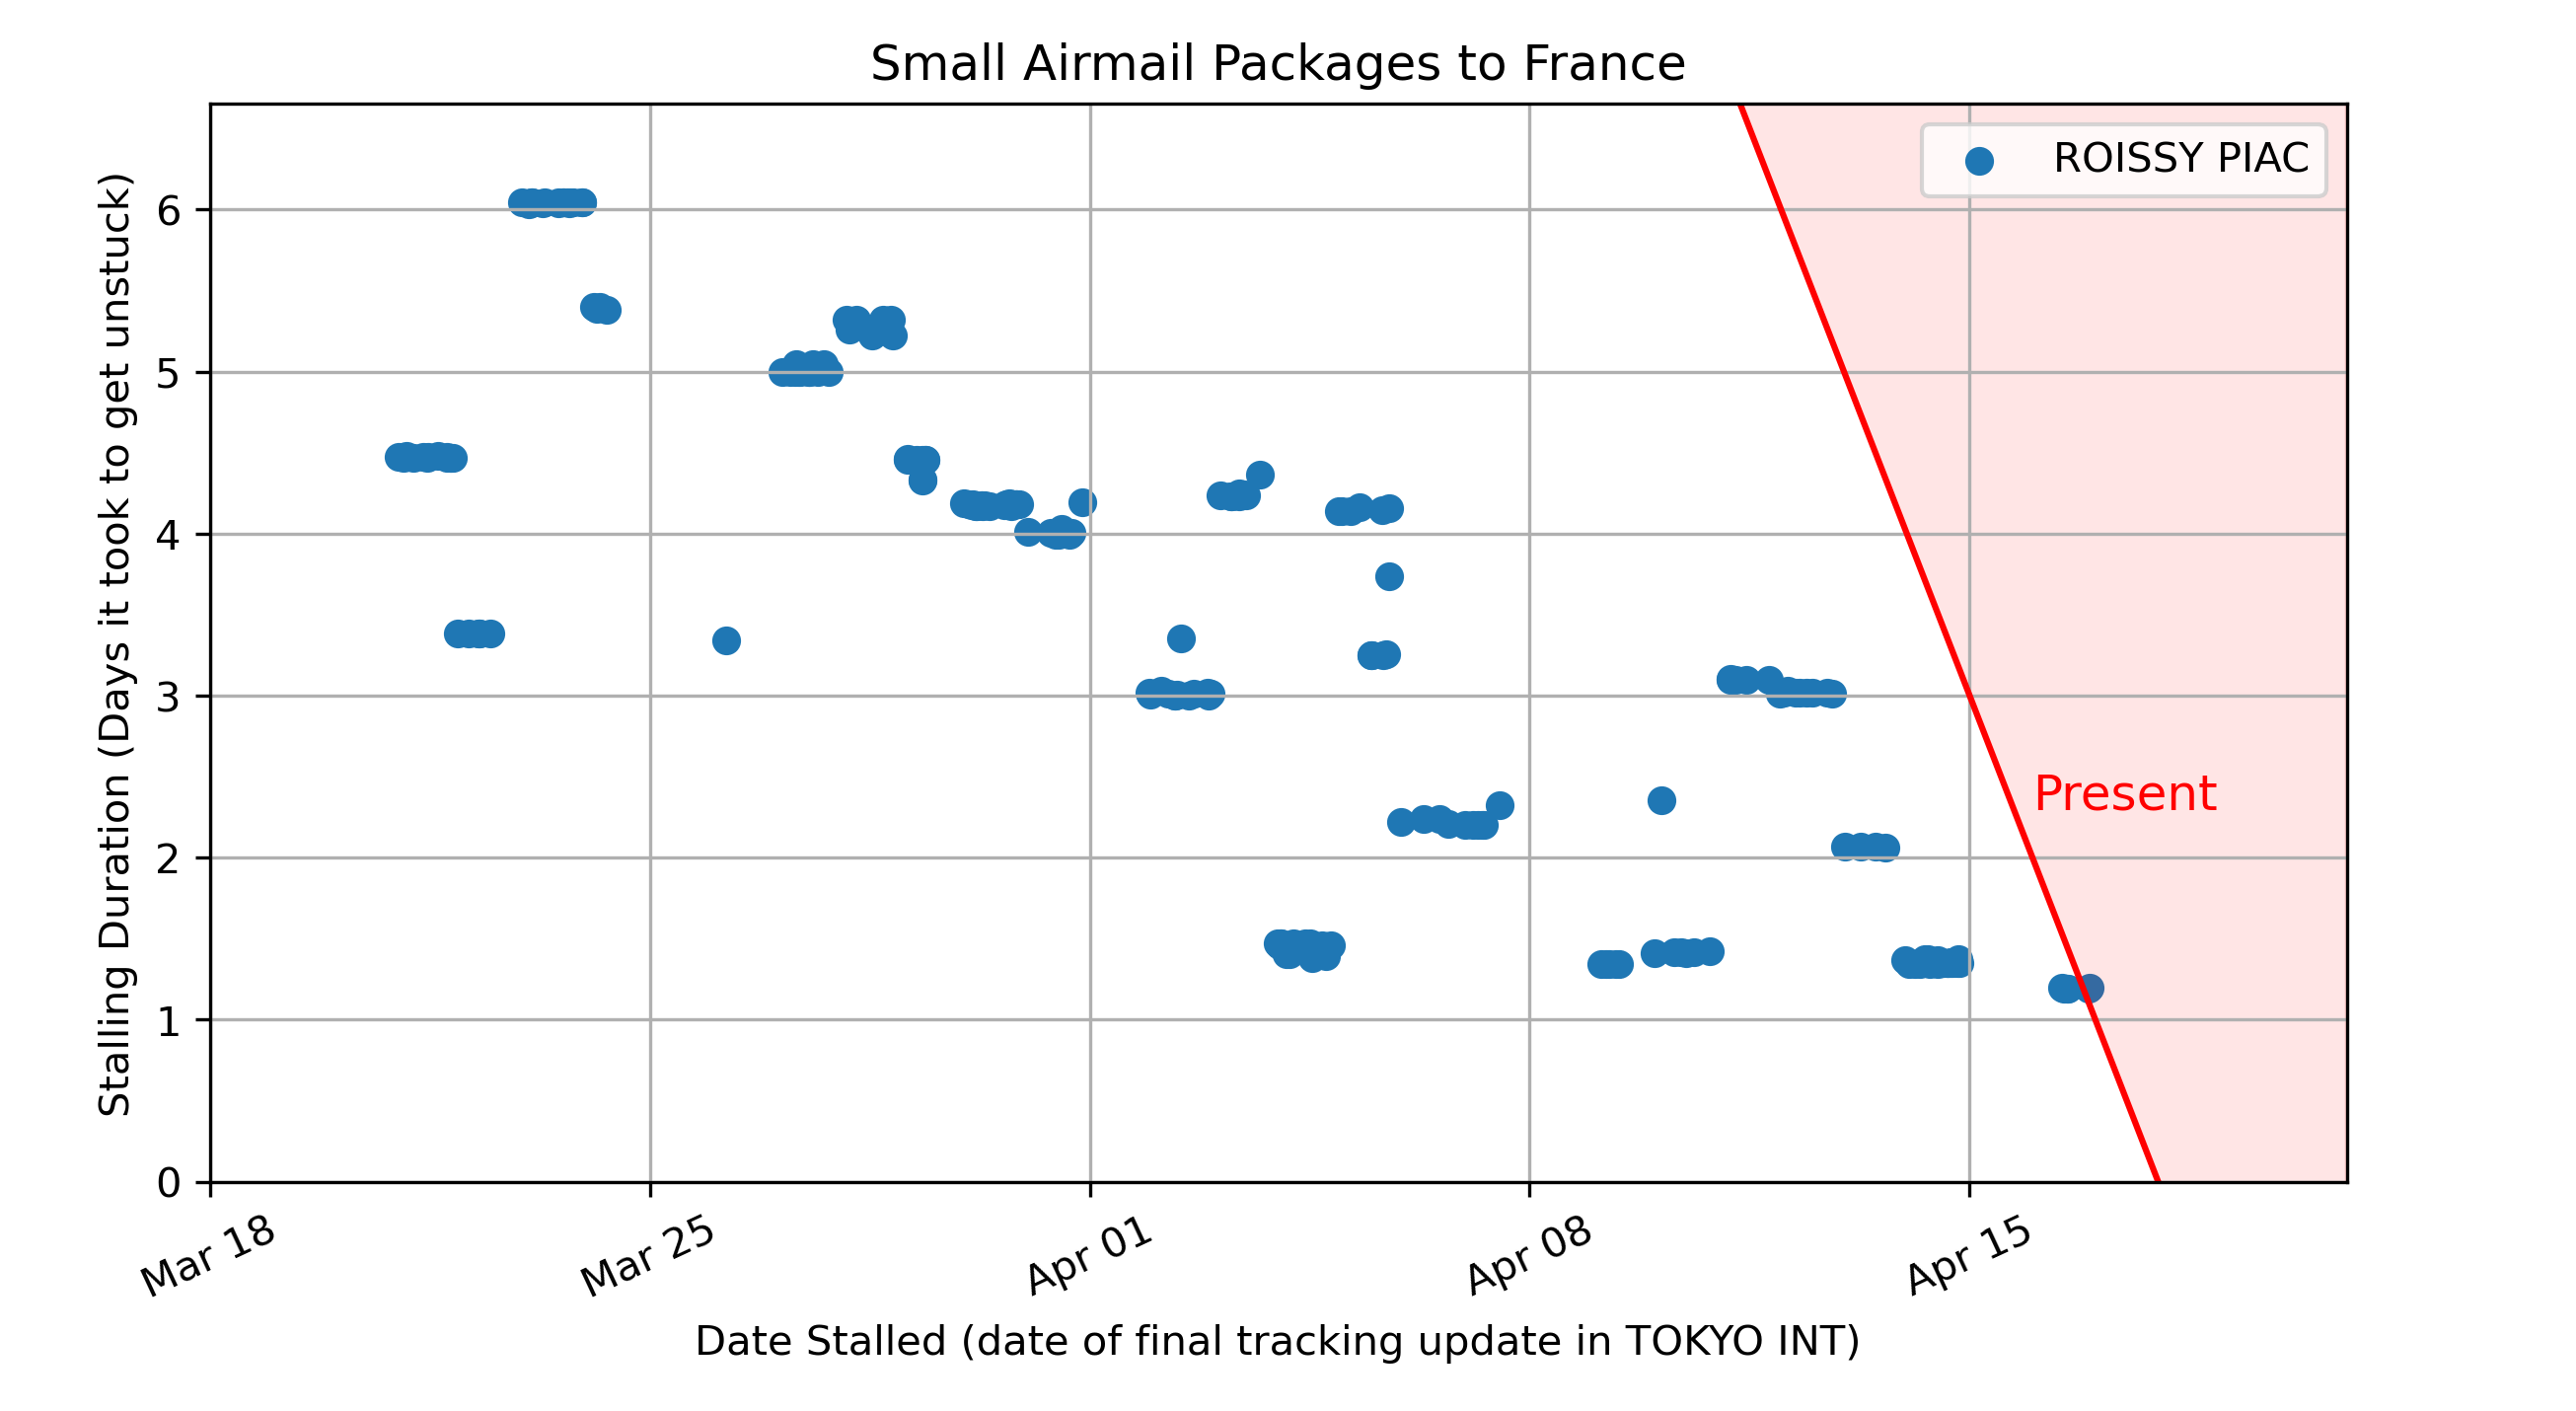 Small Airmail Packages to France
ROISSY PIAC
Stalling Duration (Days it took to get unstuck)
6
5
4
3
2
1
0
Present
Mar 18
Mar 25
Apr 01
Apr 08
Apr 15
Date Stalled (date of final tracking update in TOKYO INT)